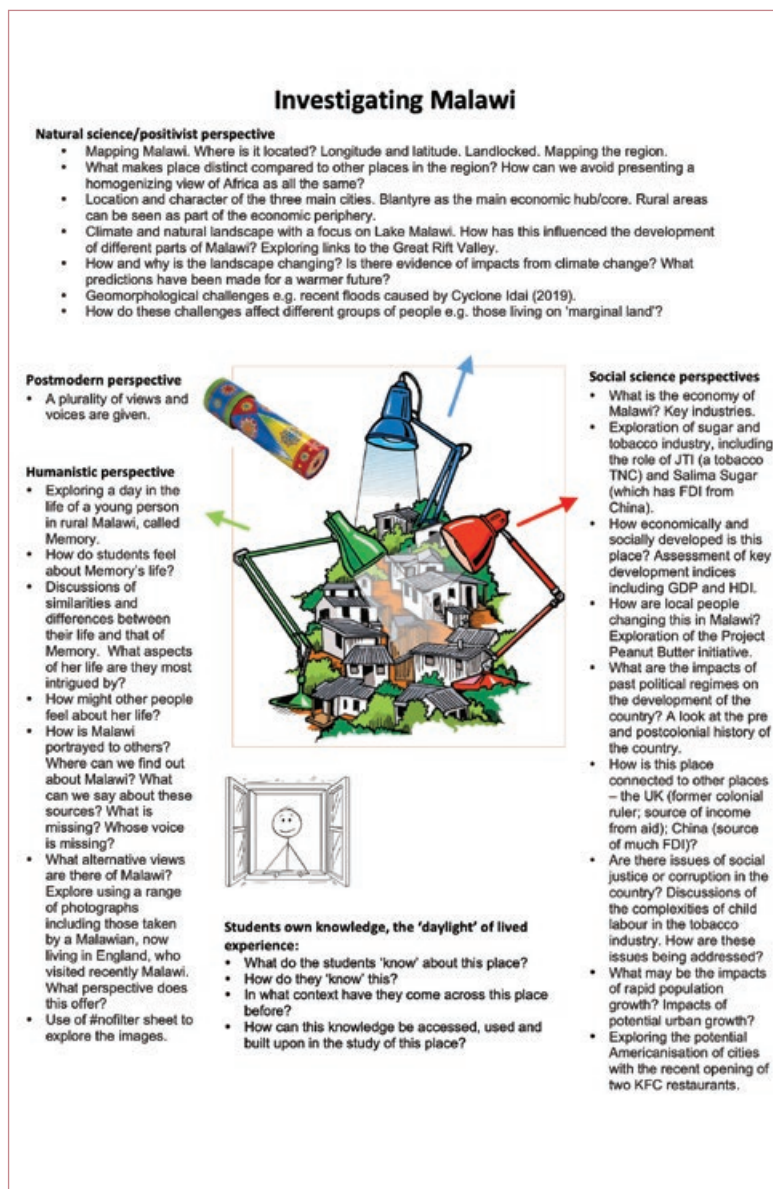 Investigating Malawi
Natural science/positivist perspective
• Mapping Malawi. Where is it located? Longitude and latitude. Landlocked. Mapping the region.
• What makes place distinct compared to other places in the region? How can we avoid presenting a
homogenizing view of Africa as all the same?
• Location and character of the three main cities. Blantyre as the main economic hub/core. Rural areas
can be seen as part of the economic periphery.
• Climate and natural landscape with a focus on Lake Malawi. How has this influenced the development
of different parts of Malawi? Exploring links to the Great Rift Valley.
• How and why is the landscape changing? Is there evidence of impacts from climate change? What
predictions have been made for a warmer future?
• Geomorphological challenges e.g. recent floods caused by Cyclone Idai (2019).
• How do these challenges affect different groups of people e.g. those living on 'marginal land'?
Postmodern perspective
• A plurality of views and
voices are given.
Humanistic perspective
• Exploring a day in the
life of a young person
in rural Malawi, called
Memory.
• How do students feel
about Memory's life?
• Discussions of
similarities and
differences between
their life and that of
Memory. What aspects
of her life are they most
intrigued by?
• How might other people
feel about her life?
• How is Malawi
portrayed to others?
Where can we find out
about Malawi? What
can we say about these
sources? What is
missing? Whose voice
is missing?
• What alternative views
are there of Malawi?
Explore using a range
of photographs
including those taken
by a Malawian, now
living in England, who
visited recently Malawi.
What perspective does
this offer?
• Use of #nofilter sheet to
explore the images.
Students own knowledge, the 'daylight' of lived
experience:
• What do the students 'know' about this place?
• How do they 'know' this?
• In what context have they come across this place
before?
• How can this knowledge be accessed, used and
built upon in the study of this place?
Social science perspectives
• What is the economy of
Malawi? Key industries.
• Exploration of sugar and
tobacco industry, including
the role of JTI (a tobacco
TNC) and Salima Sugar
(which has FDI from
China).
• How economically and
socially developed is this
place? Assessment of key
development indices
including GDP and HDI.
• How are local people
changing this in Malawi?
Exploration of the Project
Peanut Butter initiative.
• What are the impacts of
past political regimes on
the development of the
country? A look at the pre
and postcolonial history of
the country.
• How is this place
connected to other places
– the UK (former colonial
ruler; source of income
from aid); China (source
of much FDI)?
• Are there issues of social
justice or corruption in the
country? Discussions of
the complexities of child
labour in the tobacco
industry. How are these
issues being addressed?
• What may be the impacts
of rapid population
growth? Impacts of
potential urban growth?
• Exploring the potential
Americanisation of cities
with the recent opening of
two KFC restaurants.